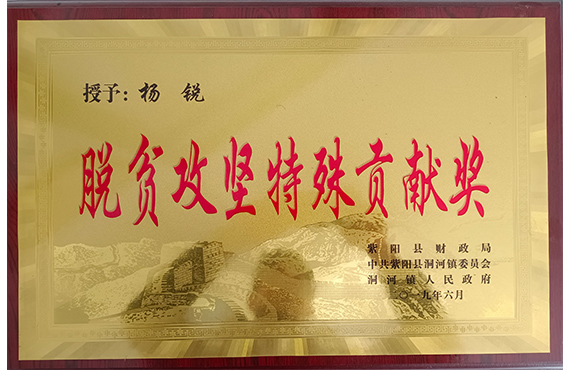 授予：杨 锐
脱贫攻坚特殊贡献奖
紫阳县财政局
中共紫阳县洄河镇委员会
洄河镇人民政府
二〇一九年六月